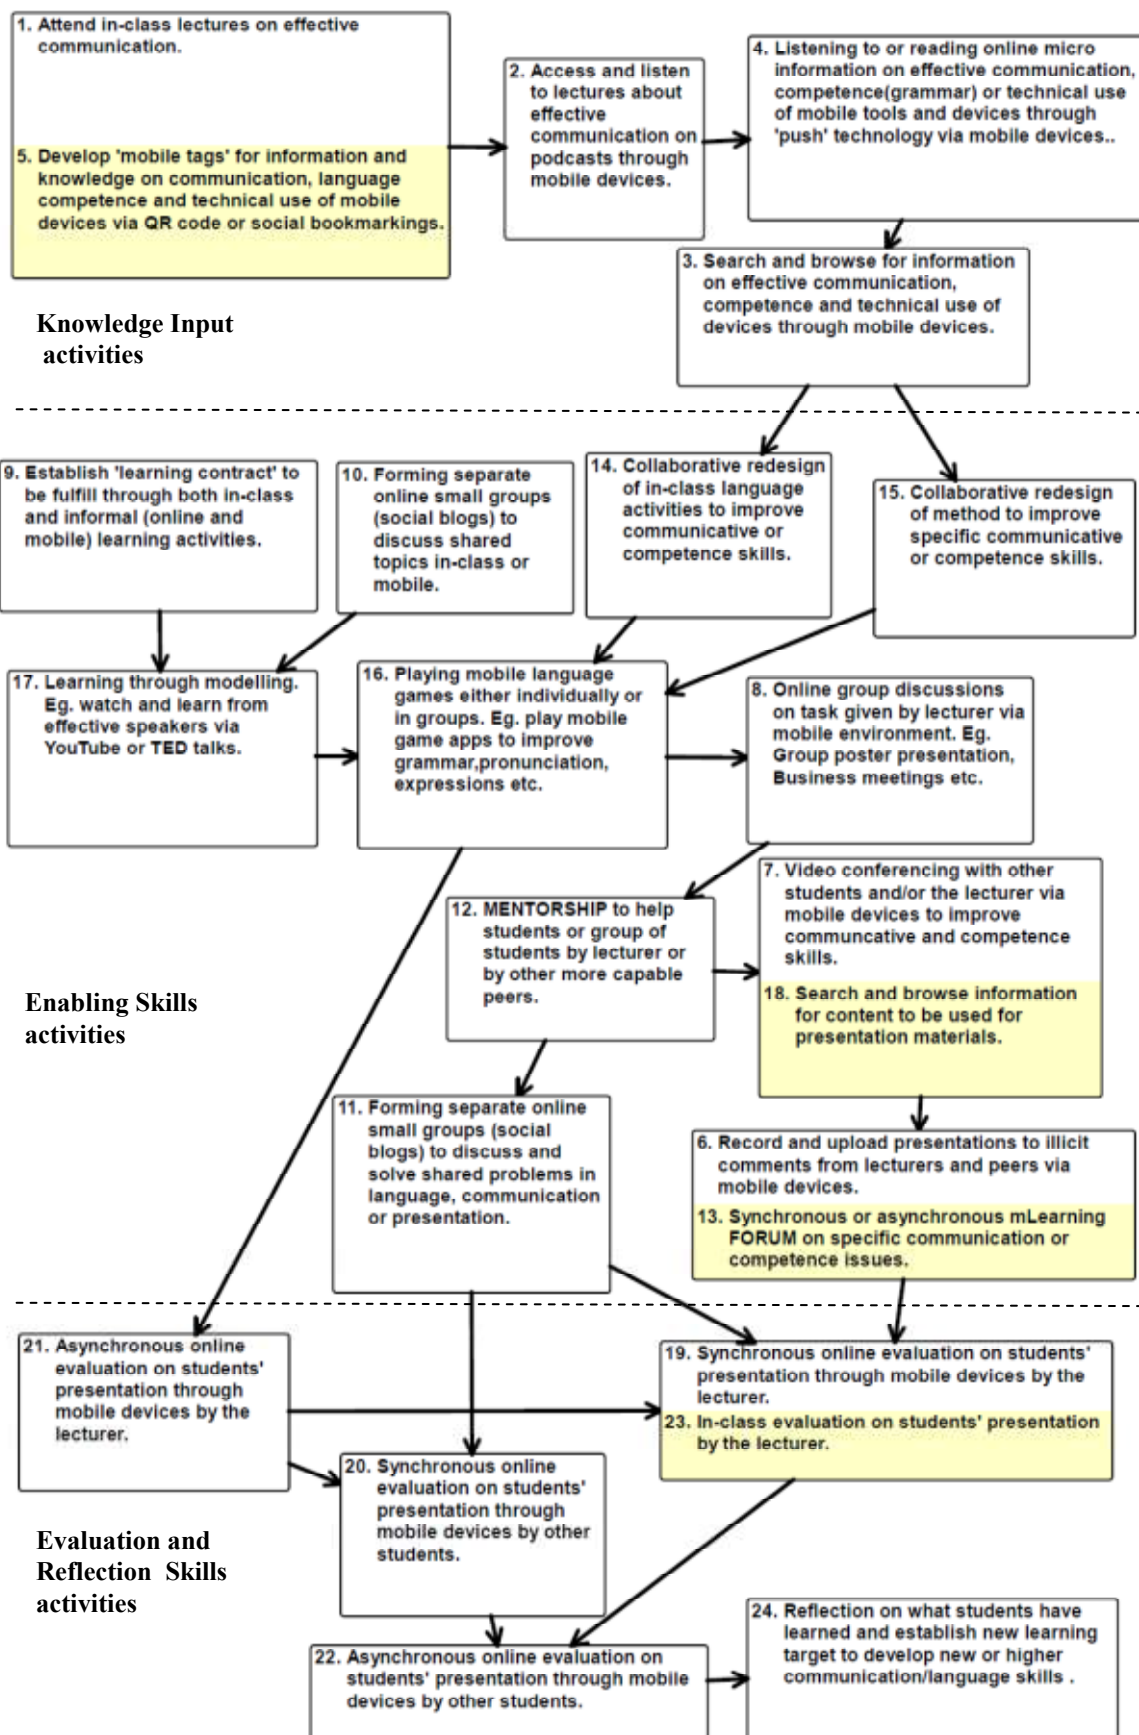 1. Attend in-class lectures on effective
communication.
5. Develop 'mobile tags' for information and
knowledge on communication, language
competence and technical use of mobile
devices via QR code or social bookmarkings.
2. Access and listen
to lectures about
effective
communication on
podcasts through
mobile devices.
4. Listening to or reading online micro
information on effective communication,
competence(grammar) or technical use
of mobile tools and devices through
'push' technology via mobile devices..
3. Search and browse for information
on effective communication,
competence and technical use of
devices through mobile devices.
Knowledge Input
activities
9. Establish 'learning contract' to
be fulfill through both in-class
and informal (online and
mobile) learning activities.
10. Forming separate
online small groups
(social blogs) to
discuss shared
topics in-class or
mobile.
14. Collaborative redesign
of in-class language
activities to improve
communicative or
competence skills.
15. Collaborative redesign
of method to improve
specific communicative
or competence skills.
17. Learning through modelling.
Eg. watch and learn from
effective speakers via
YouTube or TED talks.
16. Playing mobile language
games either individually or
in groups. Eg. play mobile
game apps to improve
grammar,pronunciation,
expressions etc.
8. Online group discussions
on task given by lecturer via
mobile environment. Eg.
Group poster presentation,
Business meetings etc.
12. MENTORSHIP to help
students or group of
students by lecturer or
by other more capable
peers.
7. Video conferencing with other
students and/or the lecturer via
mobile devices to improve
communcative and competence
skills.
18. Search and browse information
for content to be used for
presentation materials.
Enabling Skills
activities
11. Forming separate online
small groups (social
blogs) to discuss and
solve shared problems in
language, communication
or presentation.
6. Record and upload presentations to illicit
comments from lecturers and peers via
mobile devices.
13. Synchronous or asynchronous mLearning
FORUM on specific communication or
competence issues.
21. Asynchronous online
evaluation on students'
presentation through
mobile devices by the
lecturer.
19. Synchronous online evaluation on students'
presentation through mobile devices by the
lecturer.
23. In-class evaluation on students' presentation
by the lecturer.
20. Synchronous online
evaluation on students'
presentation through
mobile devices by other
students.
Evaluation and
Reflection Skills
activities
22. Asynchronous online evaluation on
students' presentation through mobile
devices by other students.
24. Reflection on what students have
learned and establish new learning
target to develop new or higher
communication/language skills .